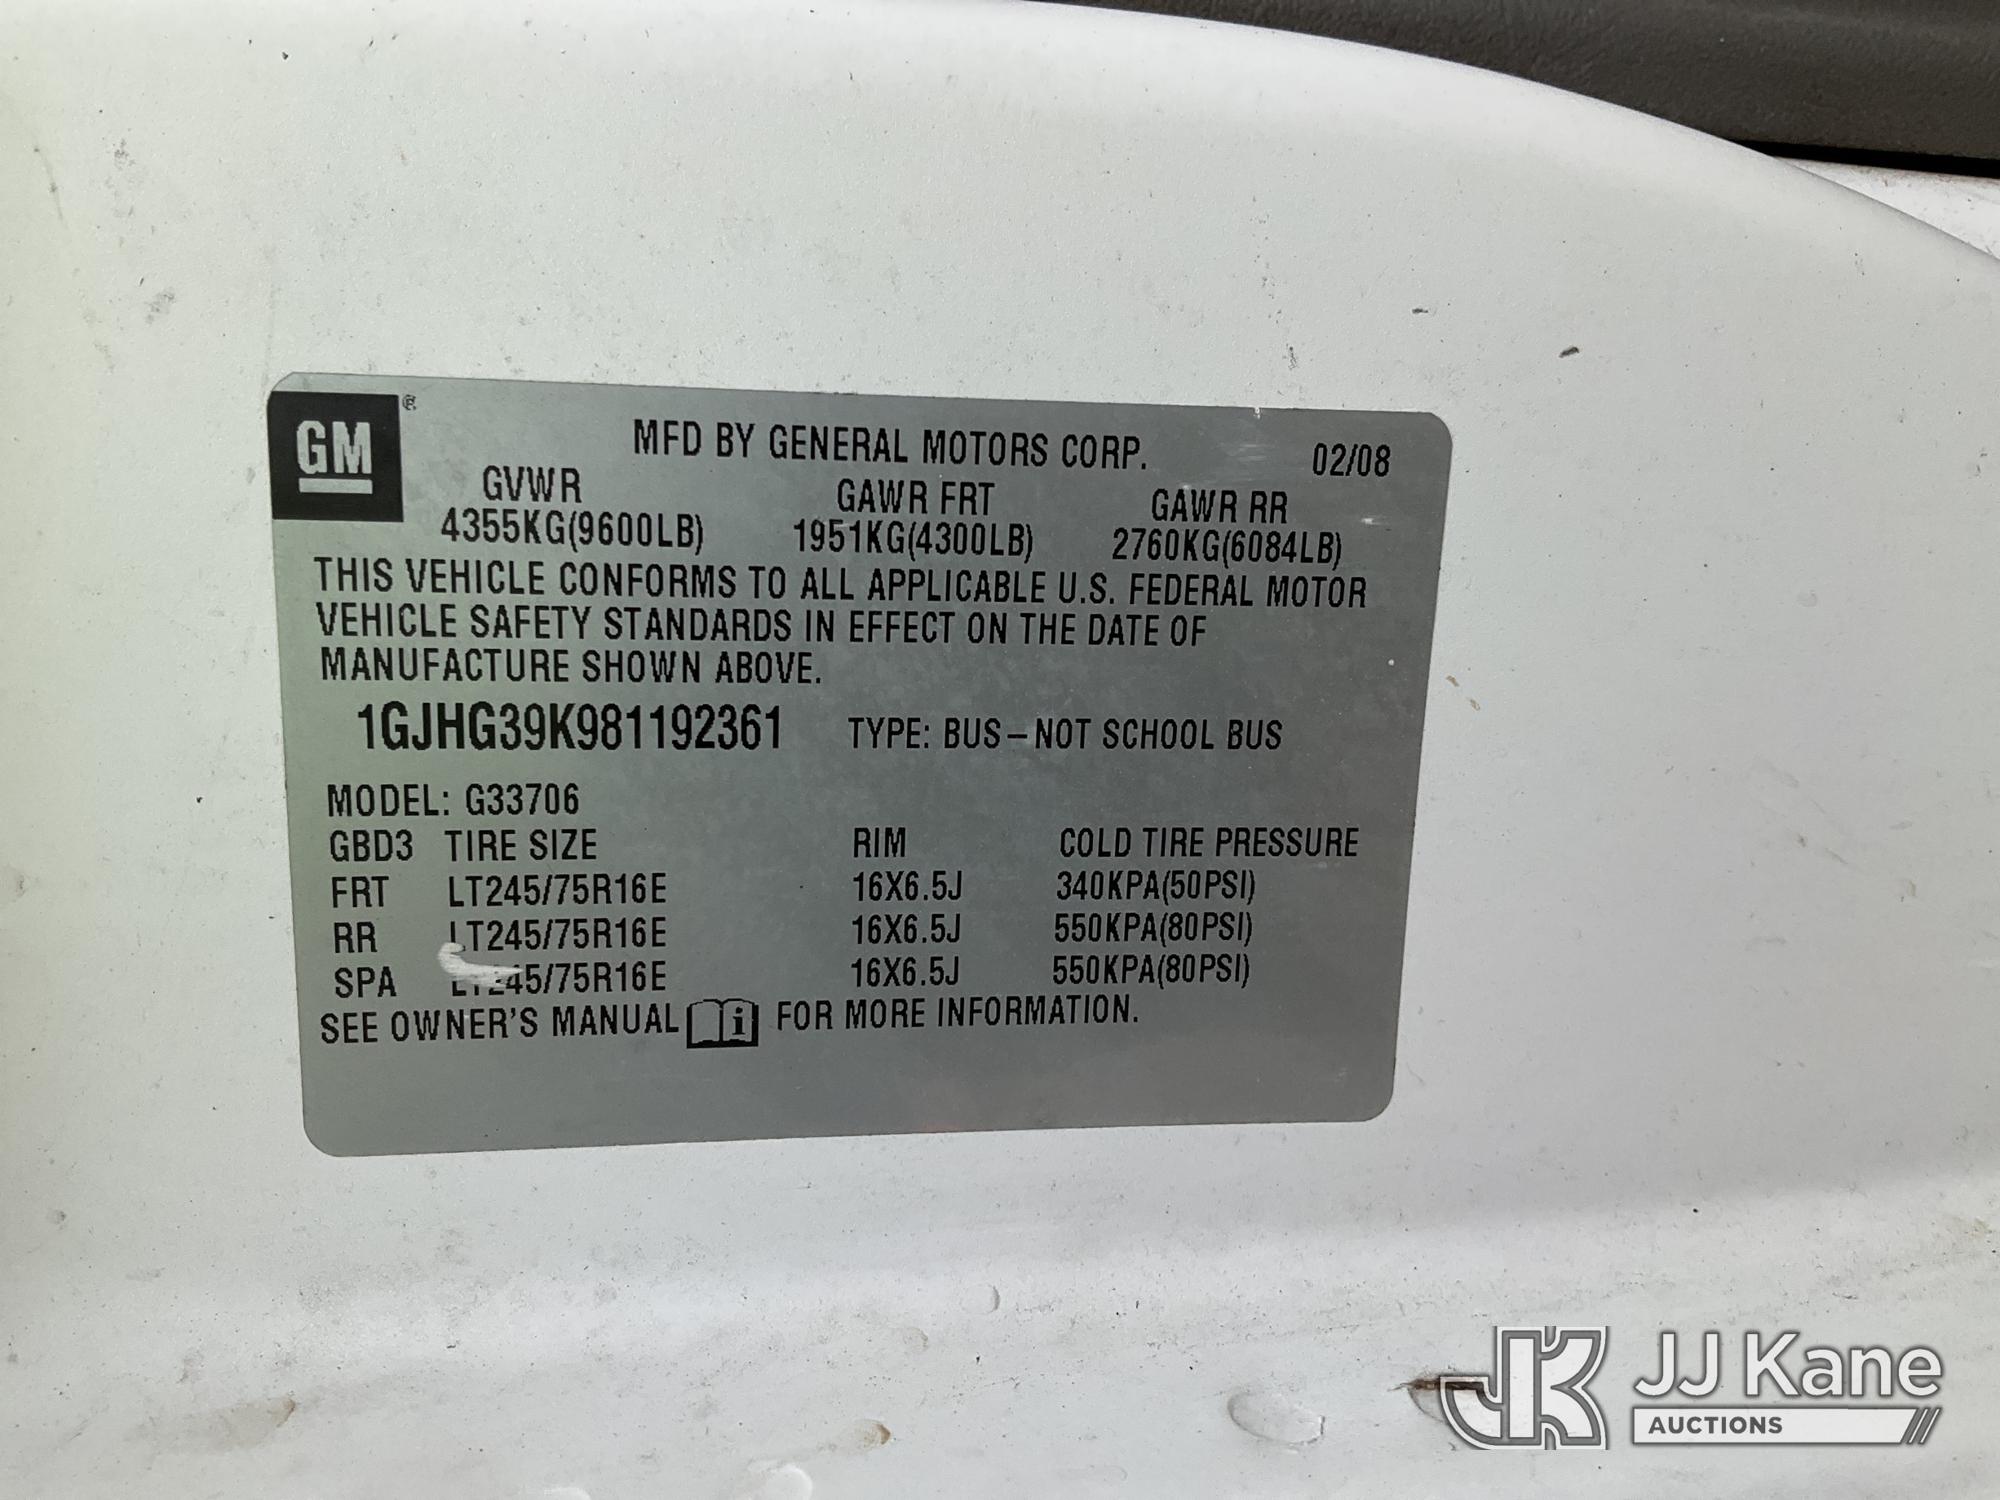 GM®
MFD BY GENERAL MOTORS CORP. 02/08
GVWR GAWR FRT GAWR RR
4355KG(9600LB) 1951KG(4300LB) 2760KG(6084LB)
THIS VEHICLE CONFORMS TO ALL APPLICABLE U.S. FEDERAL MOTOR
VEHICLE SAFETY STANDARDS IN EFFECT ON THE DATE OF
MANUFACTURE SHOWN ABOVE.
1GJHG39K981192361 TYPE: BUS – NOT SCHOOL BUS
MODEL: G33706
GBD3 TIRE SIZE RIM COLD TIRE PRESSURE
FRT LT245/75R16E 16X6.5J 340KPA(50PSI)
RR LT245/75R16E 16X6.5J 550KPA(80PSI)
SPA LT245/75R16E 16X6.5J 550KPA(80PSI)
SEE OWNER'S MANUAL i FOR MORE INFORMATION.
JK JJ Kane
AUCTIONS